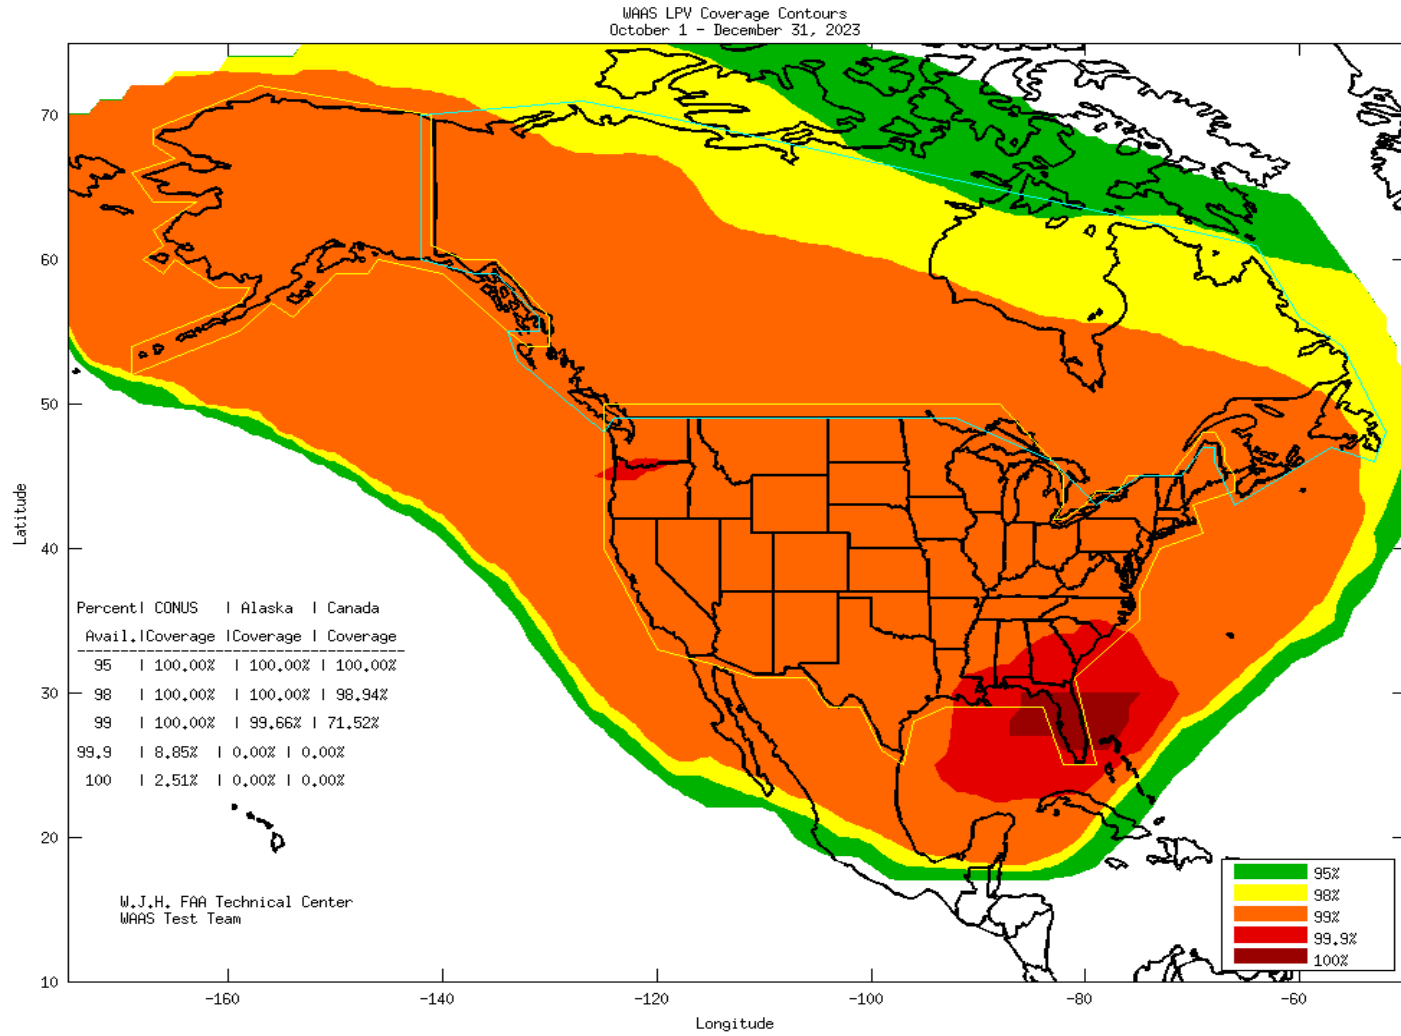 WAAS LPV Coverage Contours
October 1 - December 31, 2023
70
60
50
40
30
20
10
Latitude
Percent| CONUS | Alaska | Canada
Avail.|Coverage |Coverage | Coverage
------------------------------------------
95 | 100.00% | 100.00% | 100.00%
98 | 100.00% | 100.00% | 98.94%
99 | 100.00% | 99.66% | 71.52%
99.9 | 8.85% | 0.00% | 0.00%
100 | 2.51% | 0.00% | 0.00%
W.J.H. FAA Technical Center
WAAS Test Team
95%
98%
99%
99.9%
100%
-160 -140 -120 -100 -80 -60
Longitude